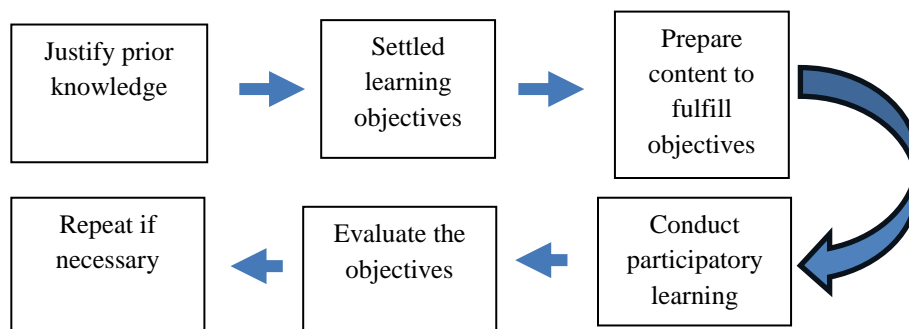 Justify prior
knowledge
Settled
learning
objectives
Prepare
content to
fulfill
objectives
Conduct
participatory
learning
Evaluate the
objectives
Repeat if
necessary